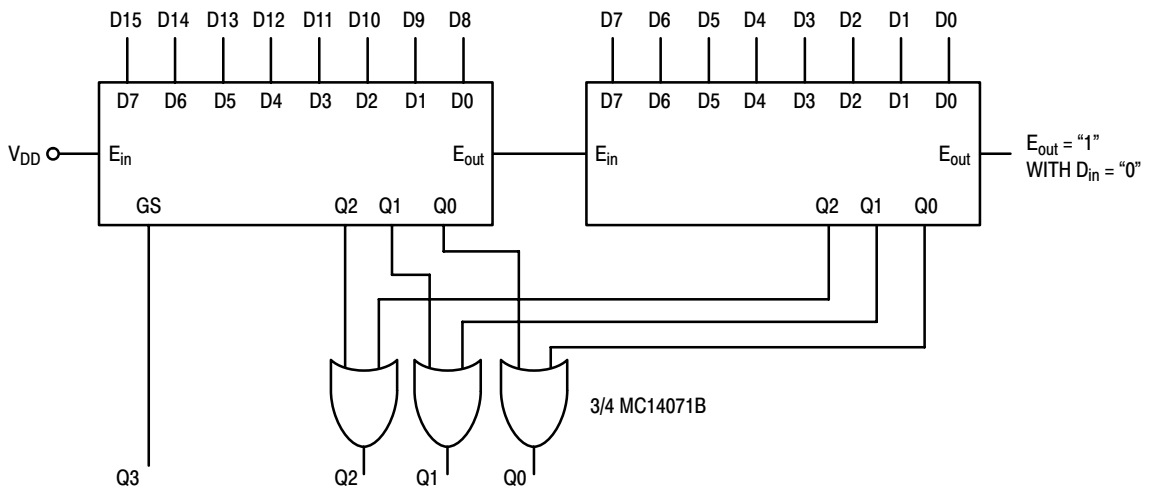 D15 D14 D13 D12 D11 D10 D9 D8 D7 D6 D5 D4 D3 D2 D1 D0
D7 D6 D5 D4 D3 D2 D1 D0 D7 D6 D5 D4 D3 D2 D1 D0
VDD Ein Eout Ein Eout Eout = “1”
WITH Din = “0”
GS Q2 Q1 Q0 Q2 Q1 Q0
3/4 MC14071B
Q3 Q2 Q1 Q0